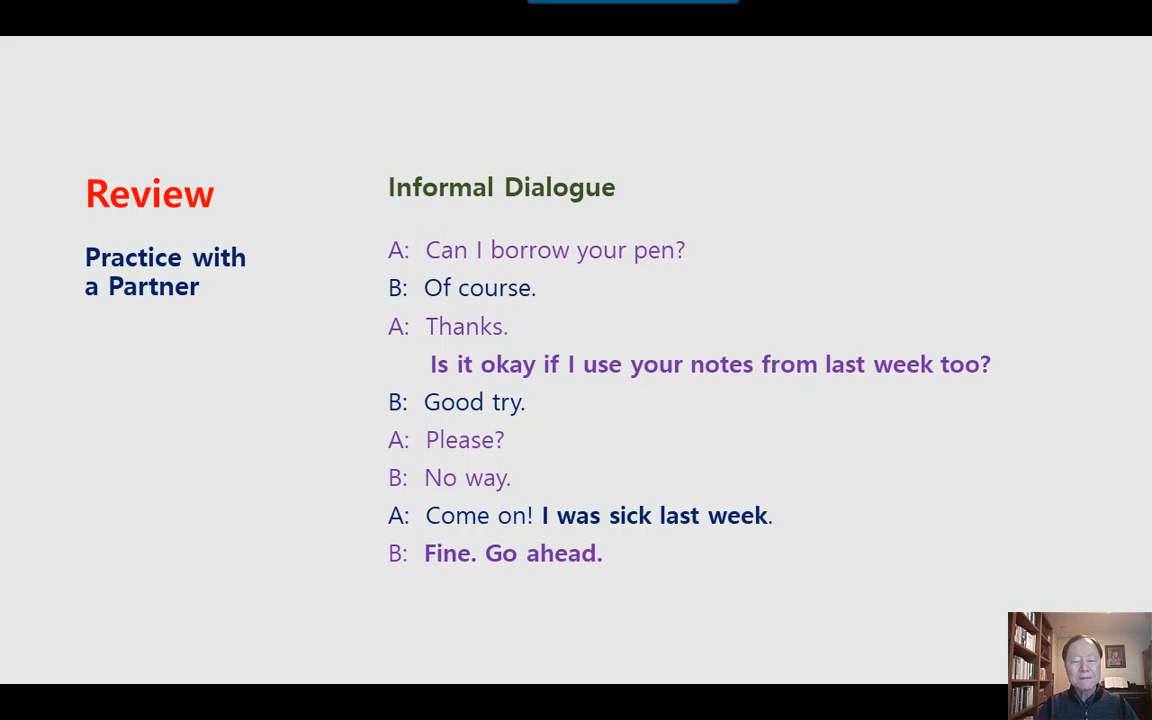 Review
Practice with
a Partner
Informal Dialogue
A: Can I borrow your pen?
B: Of course.
A: Thanks.
Is it okay if I use your notes from last week too?
B: Good try.
A: Please?
B: No way.
A: Come on! I was sick last week.
B: Fine. Go ahead.